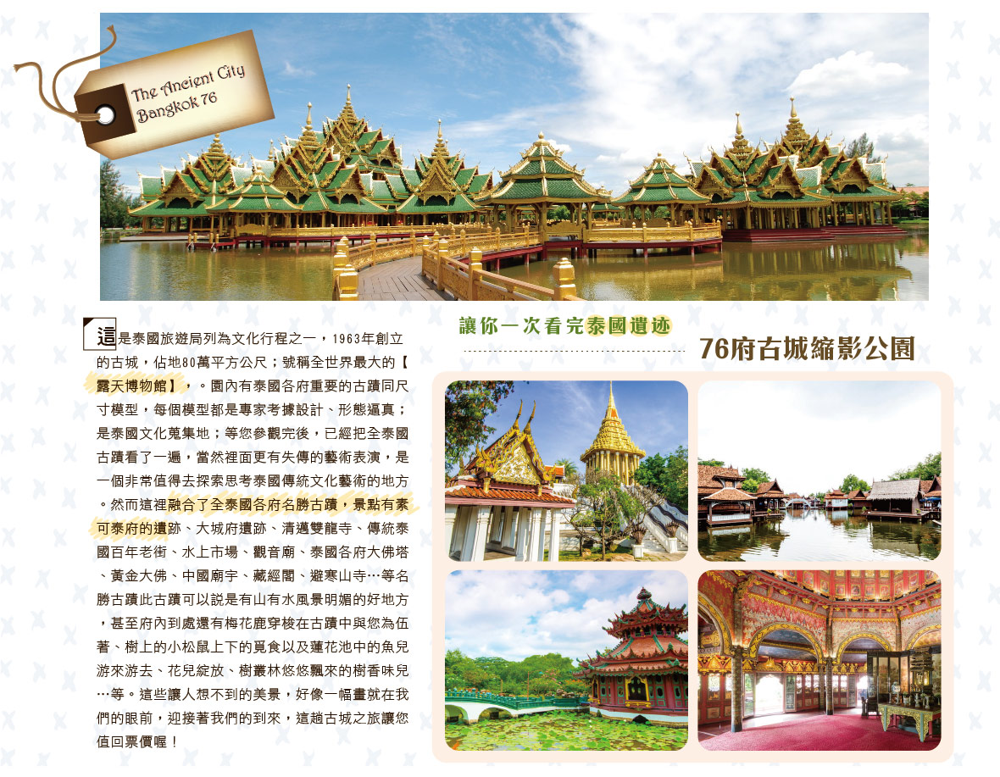 The Ancient City
Bangkok 76
這是泰國旅遊局列為文化行程之一，1963年創立
的古城，佔地80萬平方公尺；號稱全世界最大的【
露天博物館】，。園內有泰國各府重要的古蹟同尺
寸模型，每個模型都是專家考據設計、形態逼真；
是泰國文化蒐集地；等您參觀完後，已經把全泰國
古蹟看了一遍，當然裡面更有失傳的藝術表演，是
一個非常值得去探索思考泰國傳統文化藝術的地方
。然而這裡融合了全泰國各府名勝古蹟，景點有素
可泰府的遺跡、大城府遺跡、清邁雙龍寺、傳統泰
國百年老街、水上市場、觀音廟、泰國各府大佛塔
、黃金大佛、中國廟宇、藏經閣、避寒山寺…等名
勝古蹟此古蹟可以說是有山有水風景明媚的好地方
，甚至府內到處還有梅花鹿穿梭在古蹟中與您為伍
著、樹上的小松鼠上下的覓食以及蓮花池中的魚兒
游來游去、花兒綻放、樹叢林悠悠飄來的樹香味兒
…等。這些讓人想不到的美景，好像一幅畫就在我
們的眼前，迎接著我們的到來，這趟古城之旅讓您
值回票價喔！
讓你一次看完泰國遺迹
76府古城縮影公園